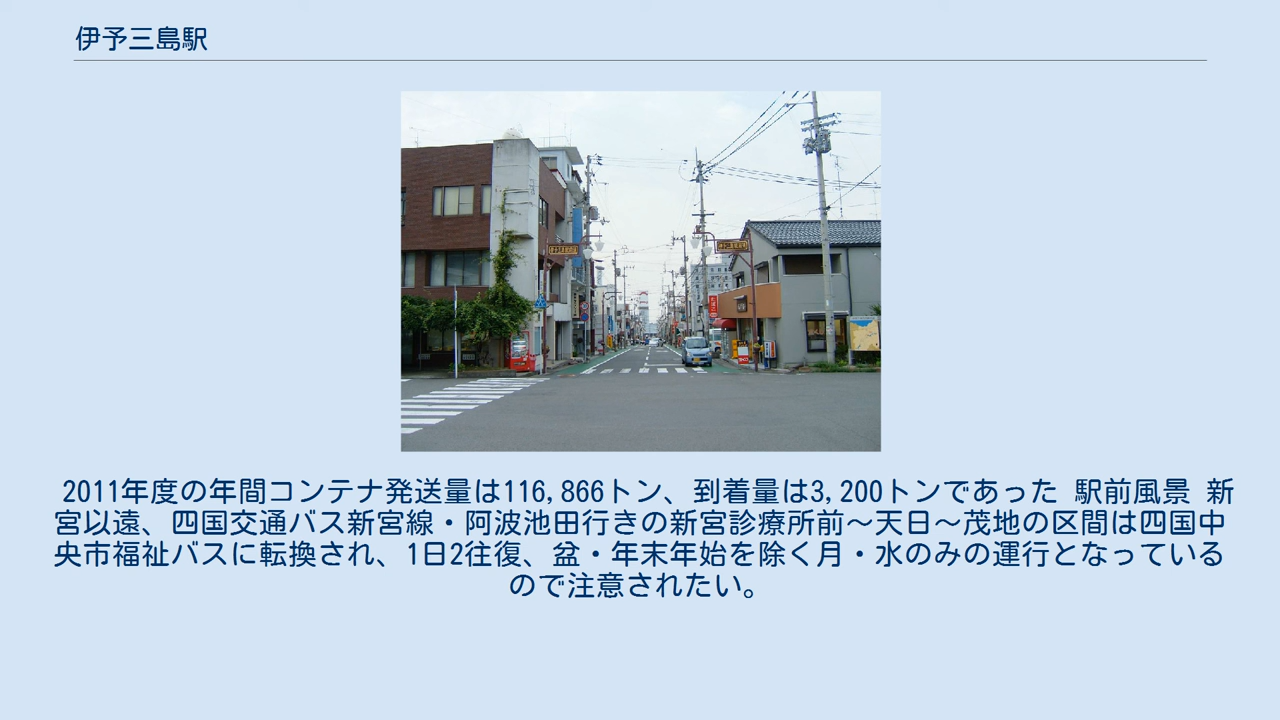 伊予三島駅
2011年度の年間コンテナ発送量は116,866トン、到着量は3,200トンであった 駅前風景 新
宮以遠、四国交通バス新宮線・阿波池田行きの新宮診療所前～天日～茂地の区間は四国中
央市福祉バスに転換され、1日2往復、盆・年末年始を除く月・水のみの運行となっている
ので注意されたい。